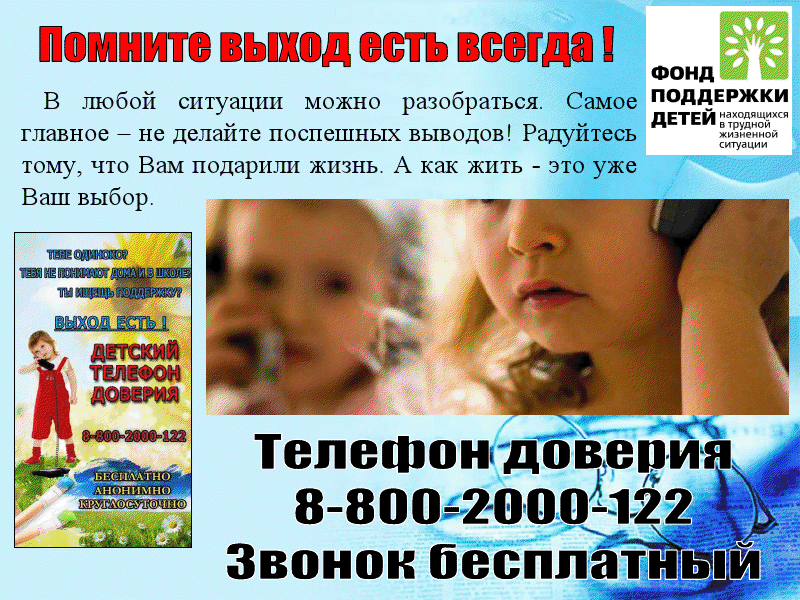 Помните выход есть всегда !
ФОНД
ПОДДЕРЖКИ
ДЕТЕЙ
находящихся
в трудной
жизненной
ситуации
В любой ситуации можно разобраться. Самое
главное – не делайте поспешных выводов! Радуйтесь
тому, что Вам подарили жизнь. А как жить - это уже
Ваш выбор.
ТЕБЕ ОДИНОКО?
ТЕБЯ НЕ ПОНИМАЮТ ДОМА И В ШКОЛЕ?
ТЫ ИЩЕШЬ ПОДДЕРЖКУ?
ВЫХОД ЕСТЬ !
ДЕТСКИЙ
ТЕЛЕФОН
ДОВЕРИЯ
8-800-2000-122
БЕСПЛАТНО
АНОНИМНО
КРУГЛОСУТОЧНО
Телефон доверия
8-800-2000-122
Звонок бесплатный